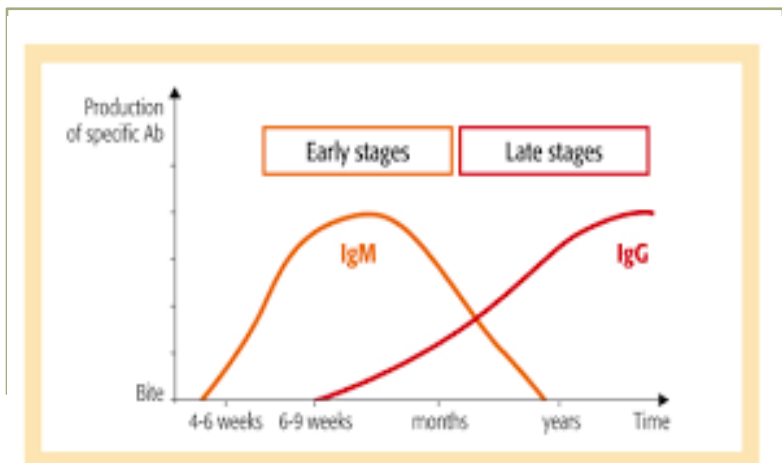 Production
of specific Ab
Early stages
Late stages
IgM
IgG
Bite
4-6 weeks 6-9 weeks months years Time